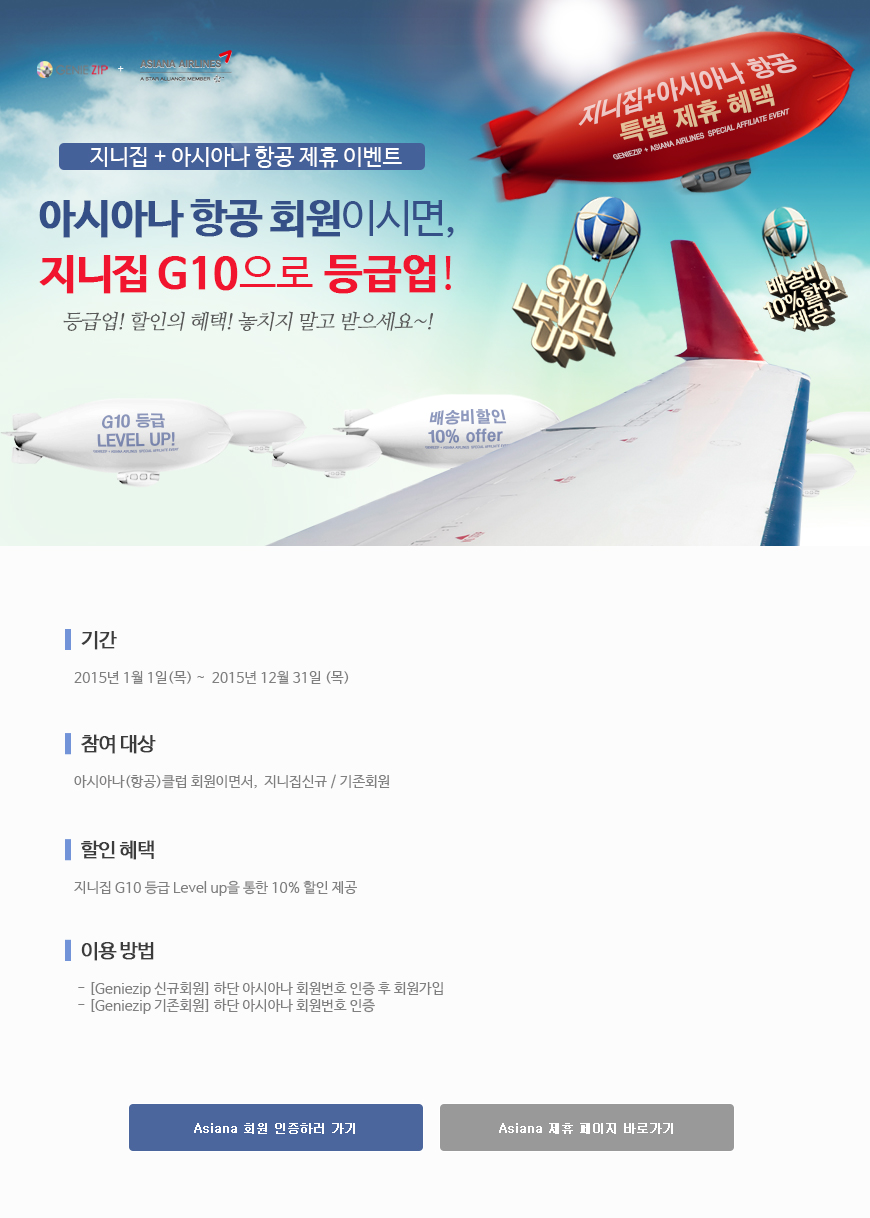 GENIEZIP + ASIANA AIRLINES
A STAR ALLIANCE MEMBER
지니집+아시아나 항공
특별 제휴 혜택
GENIEZIP + ASIANA AIRLINES SPECIAL AFFILIATE EVENT
지니집 + 아시아나 항공 제휴 이벤트
아시아나 항공 회원이시면,
지니집 G10으로 등급업!
등급업! 할인의 혜택! 놓치지 말고 받으세요~!
G10
LEVEL
UP
배송비
10%할인
제공
G10 등급
LEVEL UP!
GENIEZIP + ASIANA AIRLINES SPECIAL AFFILIATE EVENT
배송비할인
10% offer
GENIEZIP + ASIANA AIRLINES SPECIAL AFFILIATE EVENT
기간
2015년 1월 1일(목) ~ 2015년 12월 31일 (목)
참여 대상
아시아나(항공)클럽 회원이면서, 지니집신규 / 기존회원
할인 혜택
지니집 G10 등급 Level up을 통한 10% 할인 제공
이용 방법
- [Geniezip 신규회원] 하단 아시아나 회원번호 인증 후 회원가입
- [Geniezip 기존회원] 하단 아시아나 회원번호 인증
Asiana 회원 인증하러 가기
Asiana 제휴 페이지 바로가기